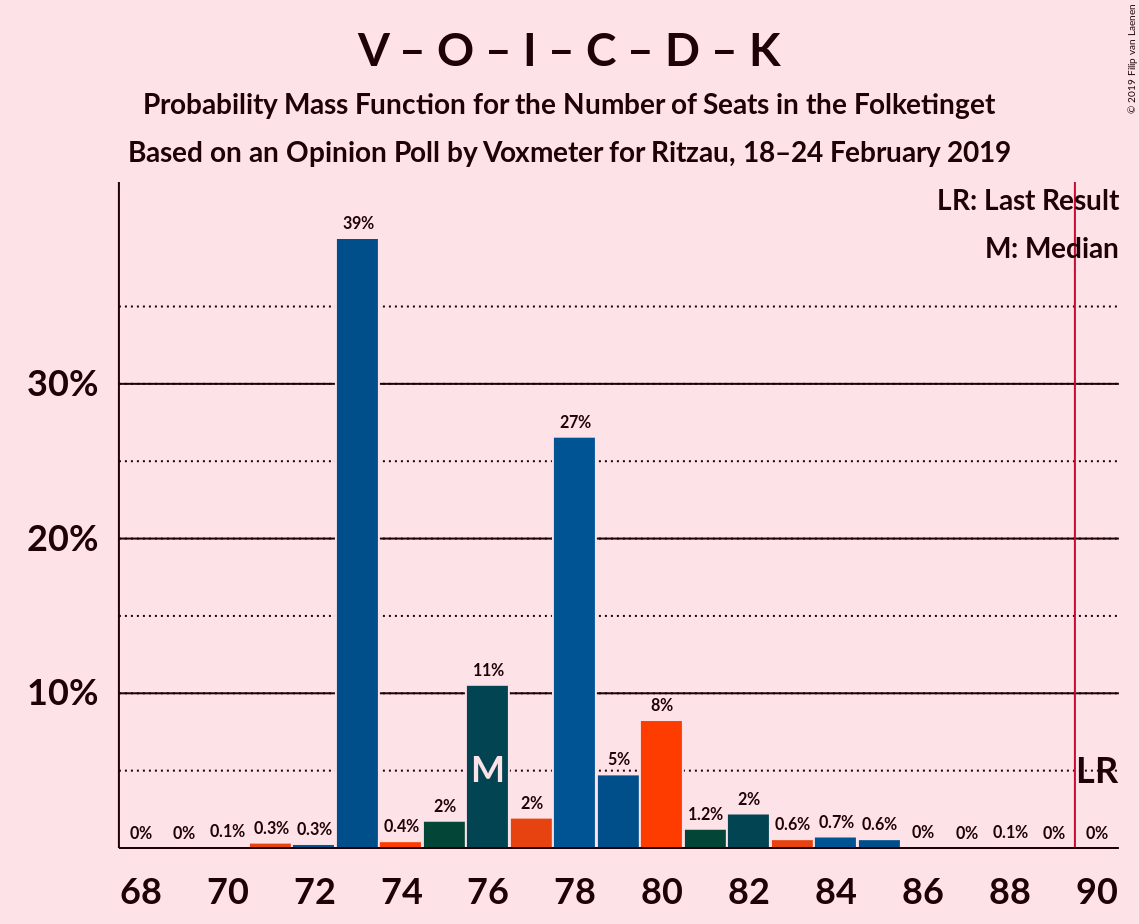 V – O – I – C – D – K
Probability Mass Function for the Number of Seats in the Folketinget
Based on an Opinion Poll by Voxmeter for Ritzau, 18–24 February 2019
© 2019 Filip van Laenen
LR: Last Result
M: Median
39%
30%
27%
20%
11%
10%
8%
5%
M
LR
2%
2%
1.2%
2%
0%
0%
0.1%
0.3%
0.3%
0.4%
0.6%
0.7%
0.6%
0%
0%
0.1%
0%
0%
68 70 72 74 76 78 80 82 84 86 88 90